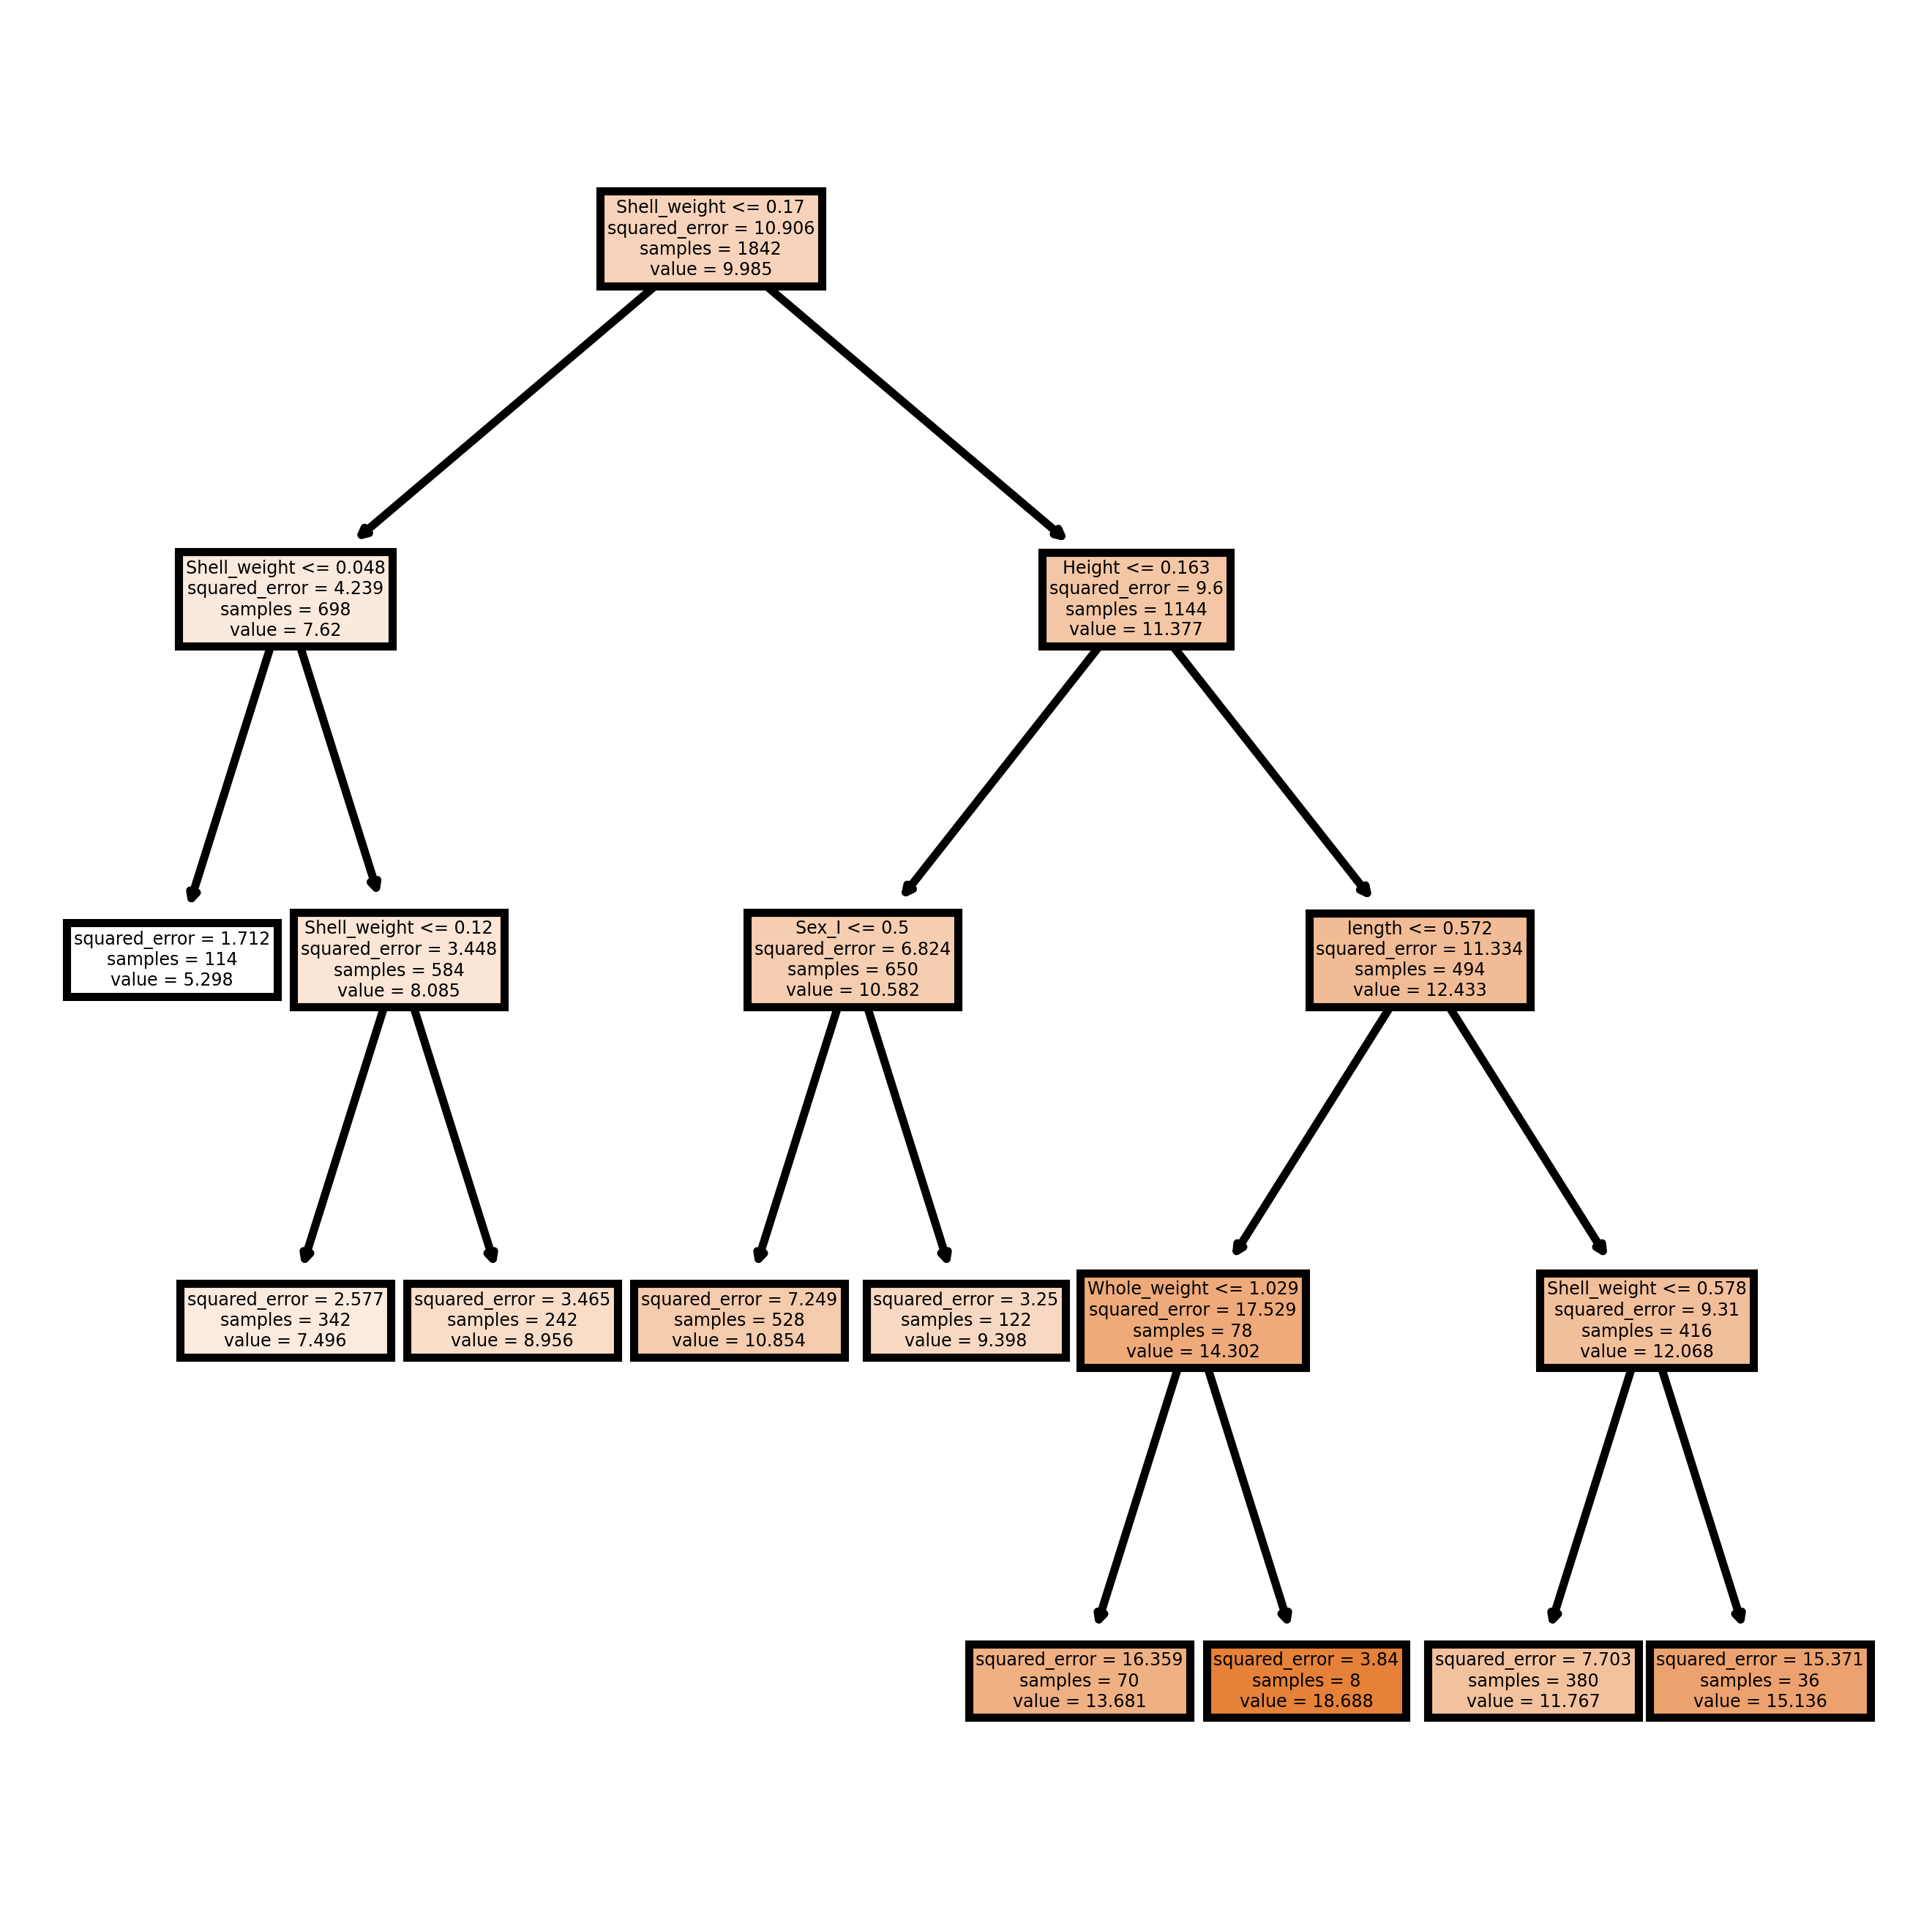 Shell_weight <= 0.17
squared_error = 10.906
samples = 1842
value = 9.985
Shell_weight <= 0.048
squared_error = 4.239
samples = 698
value = 7.62
Height <= 0.163
squared_error = 9.6
samples = 1144
value = 11.377
squared_error = 1.712
samples = 114
value = 5.298
Shell_weight <= 0.12
squared_error = 3.448
samples = 584
value = 8.085
Sex_I <= 0.5
squared_error = 6.824
samples = 650
value = 10.582
length <= 0.572
squared_error = 11.334
samples = 494
value = 12.433
squared_error = 2.577
samples = 342
value = 7.496
squared_error = 3.465
samples = 242
value = 8.956
squared_error = 7.249
samples = 528
value = 10.854
squared_error = 3.25
samples = 122
value = 9.398
Whole_weight <= 1.029
squared_error = 17.529
samples = 78
value = 14.302
Shell_weight <= 0.578
squared_error = 9.31
samples = 416
value = 12.068
squared_error = 16.359
samples = 70
value = 13.681
squared_error = 3.84
samples = 8
value = 18.688
squared_error = 7.703
samples = 380
value = 11.767
squared_error = 15.371
samples = 36
value = 15.136